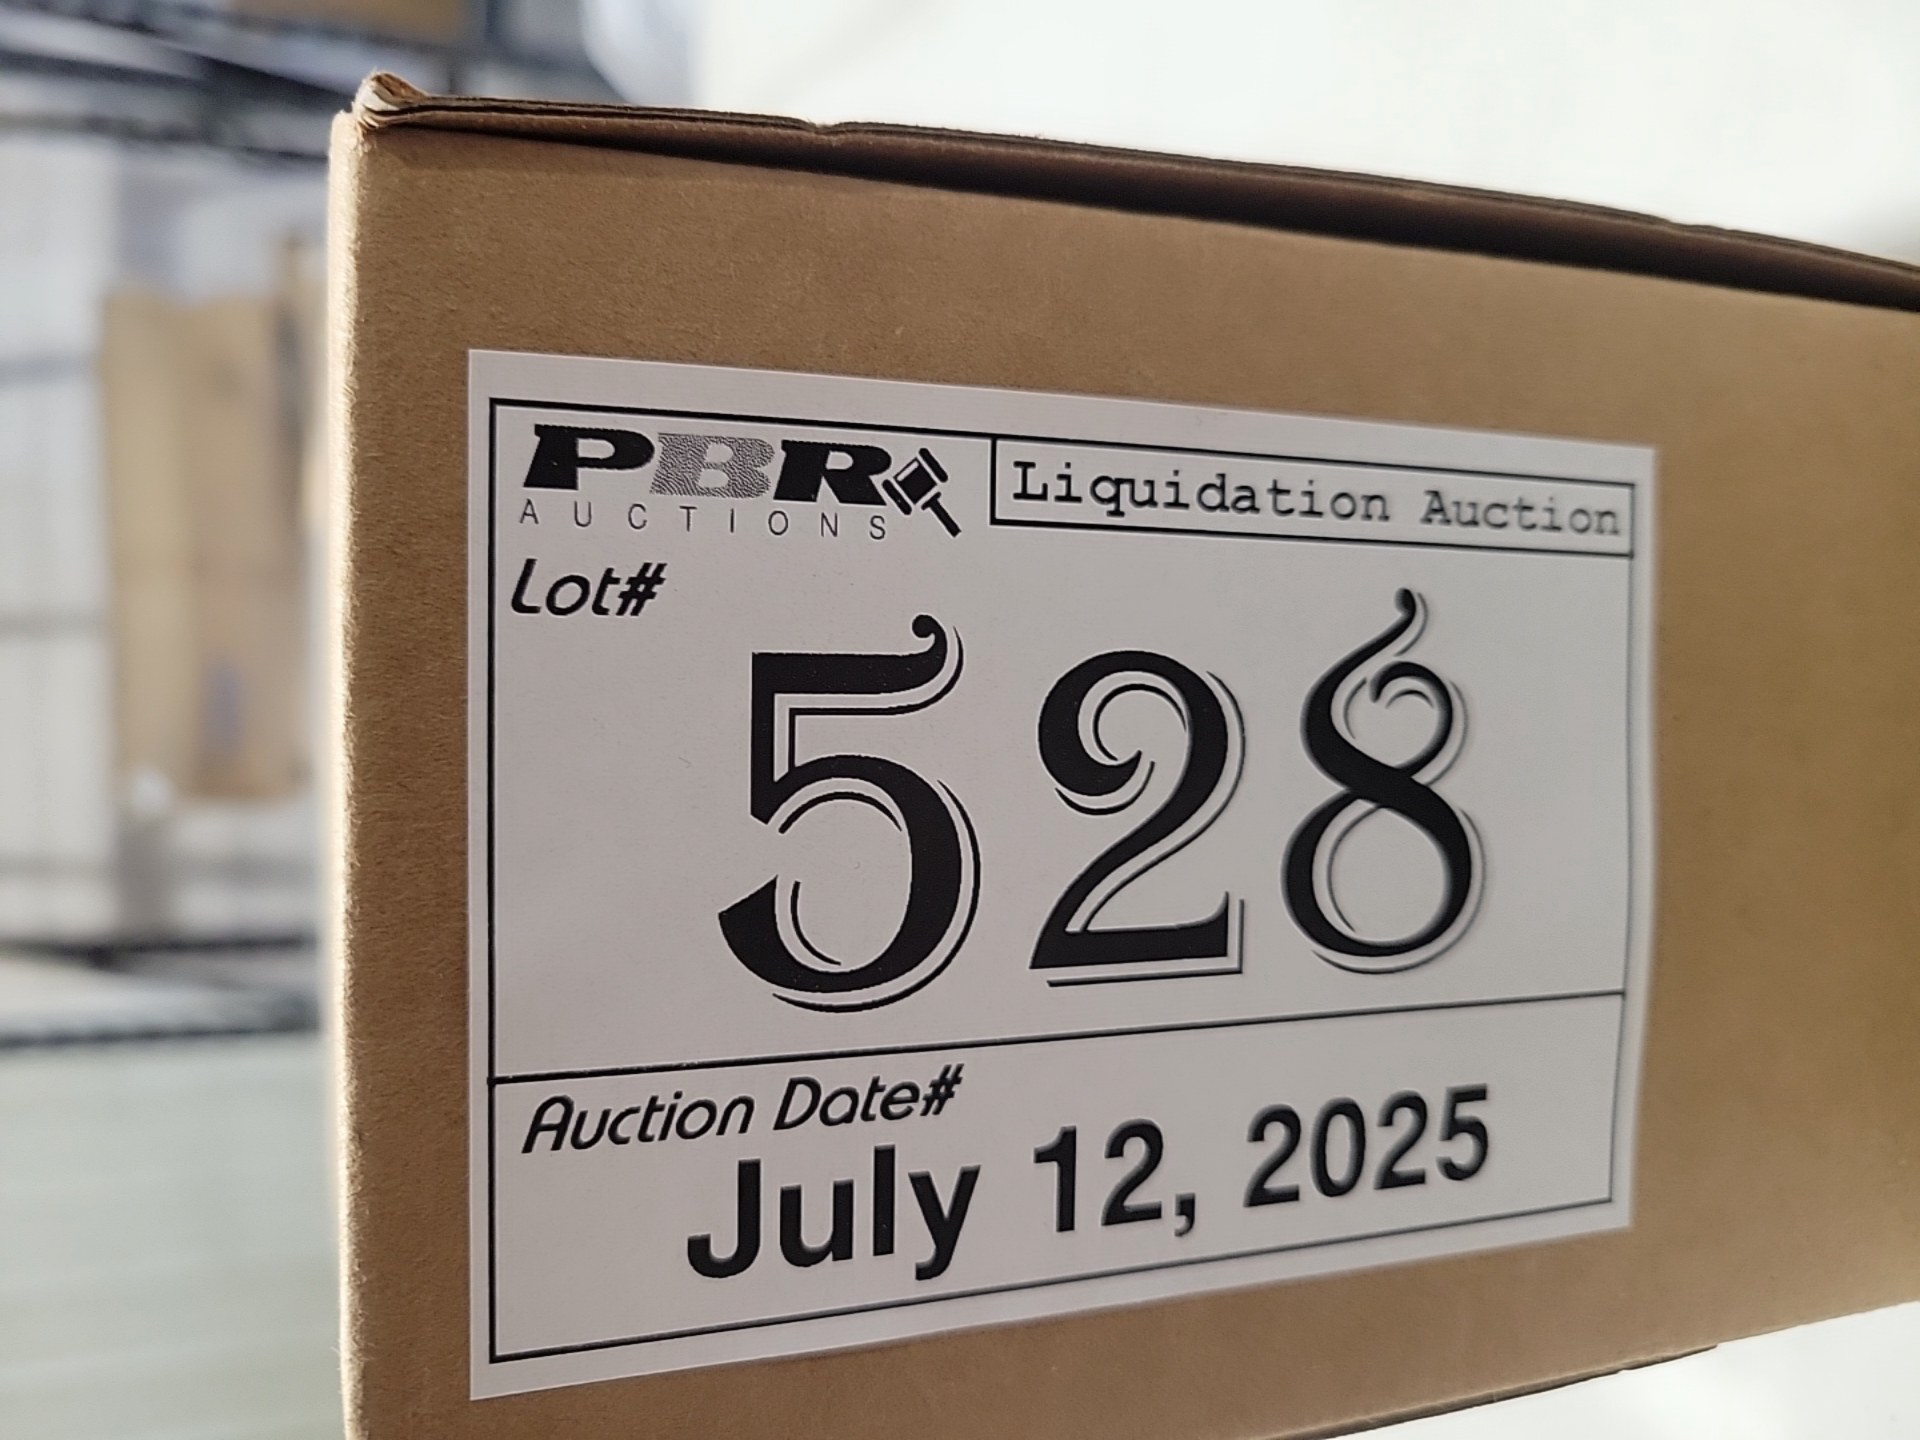 PBR
AUCTIONS
Liquidation Auction
Lot#
528
Auction Date#
July 12, 2025